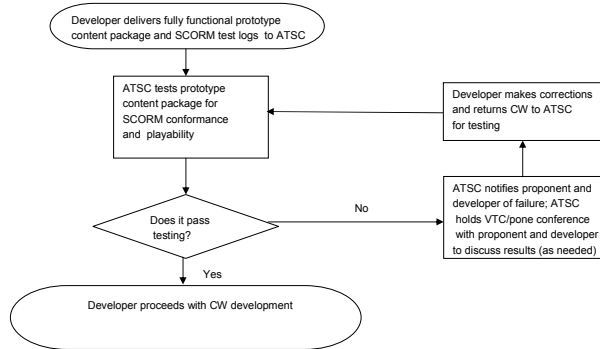 Developer delivers fully functional prototype
content package and SCORM test logs to ATSC
ATSC tests prototype
content package for
SCORM conformance
and playability
Developer makes corrections
and returns CW to ATSC
for testing
Does it pass
testing?
No
ATSC notifies proponent and
developer of failure; ATSC
holds VTC/pone conference
with proponent and developer
to discuss results (as needed)
Yes
Developer proceeds with CW development